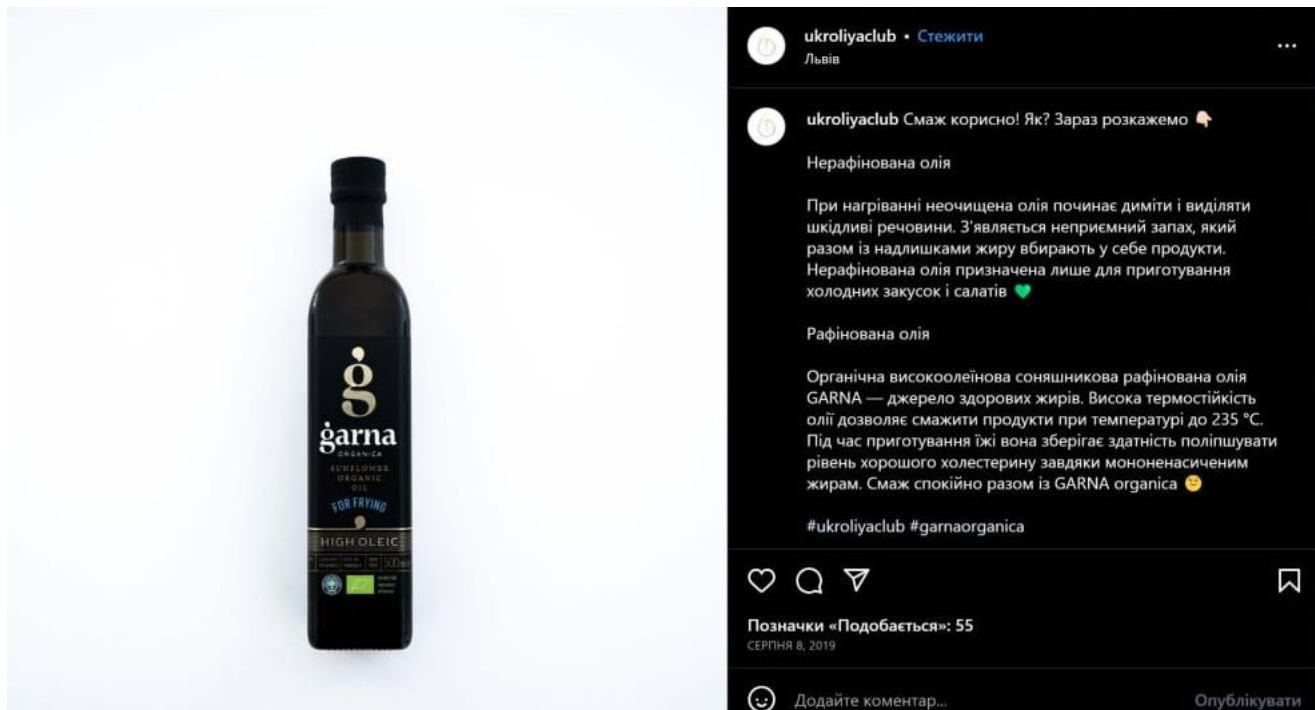 ġ
ġarna
ORGANICA
SUNFLOWER
ORGANIC
OIL
FOR FRYING
HIGH OLEIC
500
ukroliyaclub • Стежити
Львів
ukroliyaclub Смаж корисно! Як? Зараз розкажемо 👇🏻
Нерафінована олія
При нагріванні неочищена олія починає диміти і виділяти
шкідливі речовини. З'являється неприємний запах, який
разом із надлишками жиру вбирають у себе продукти.
Нерафінована олія призначена лише для приготування
холодних закусок і салатів 💚
Рафінована олія
Органічна високоолеїнова соняшникова рафінована олія
GARNA — джерело здорових жирів. Висока термостійкість
олії дозволяє смажити продукти при температурі до 235 °C.
Під час приготування їжі вона зберігає здатність поліпшувати
рівень хорошого холестерину завдяки мононенасиченим
жирам. Смаж спокійно разом із GARNA organica 🤨
#ukroliyaclub #garnaorganica
Позначки «Подобається»: 55
СЕРПНЯ 8, 2019
Додайте коментар...
Опублікувати